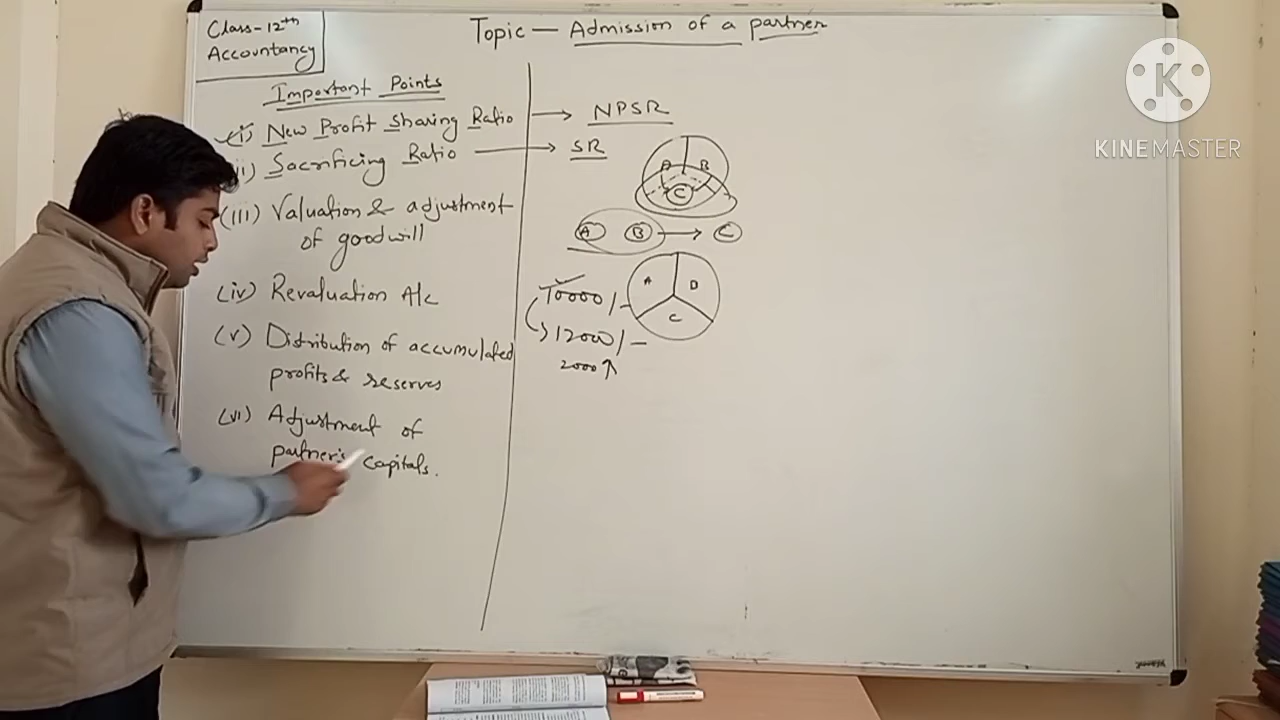 Class-12th
Accountancy
Topic — Admission of a partner
Important Points
(i) New Profit Sharing Ratio → NPSR
(ii) Sacrificing Ratio → SR
(iii) Valuation & adjustment
of goodwill
(iv) Revaluation A/c
(v) Distribution of accumulated
profits & reserves
(vi) Adjustment of
partner's capitals.
A B
C
A B → C
A B
C
10000/-
12000/-
2000↑
K
KINEMASTER